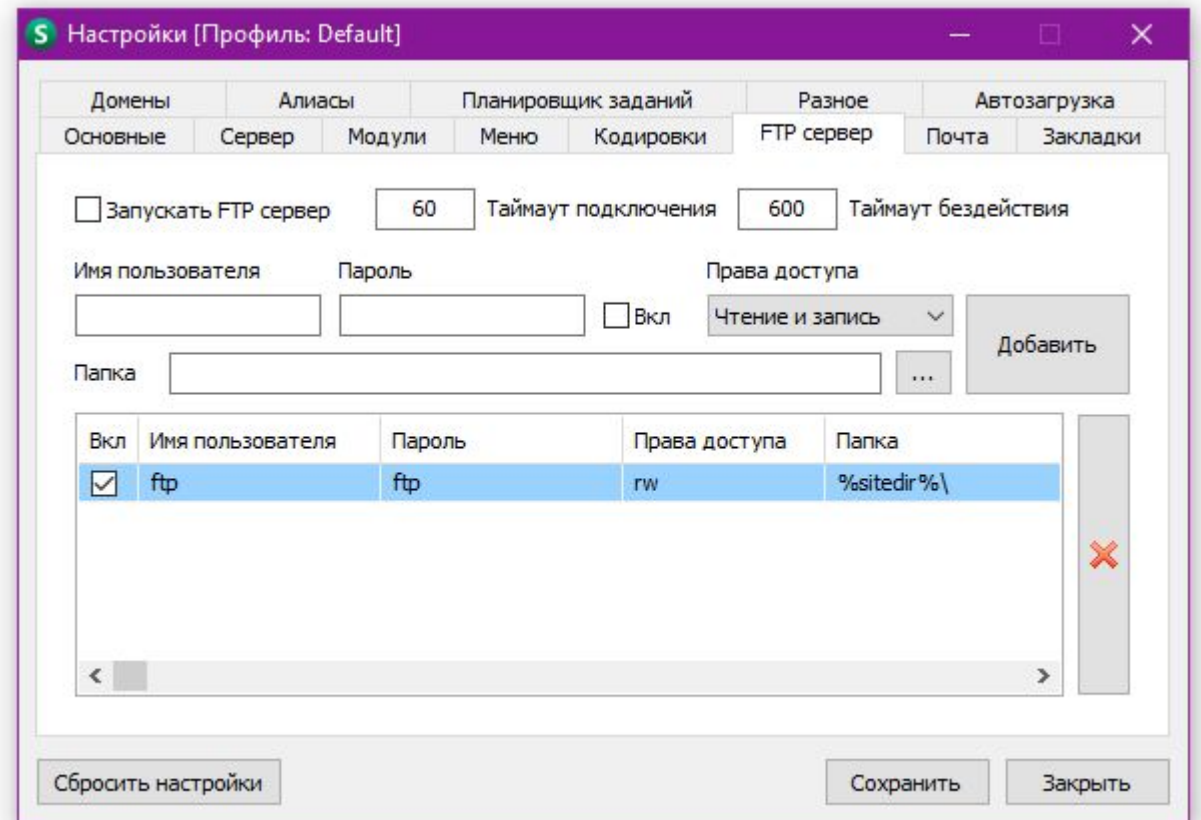 S Настройки [Профиль: Default]
Домены Алиасы Планировщик заданий Разное Автозагрузка
Основные Сервер Модули Меню Кодировки FTP сервер Почта Закладки
Запускать FTP сервер 60 Таймаут подключения 600 Таймаут бездействия
Имя пользователя Пароль Права доступа
Вкл Чтение и запись Добавить
Папка ...
Вкл Имя пользователя Пароль Права доступа Папка
ftp ftp rw %sitedir%\
Сбросить настройки Сохранить Закрыть